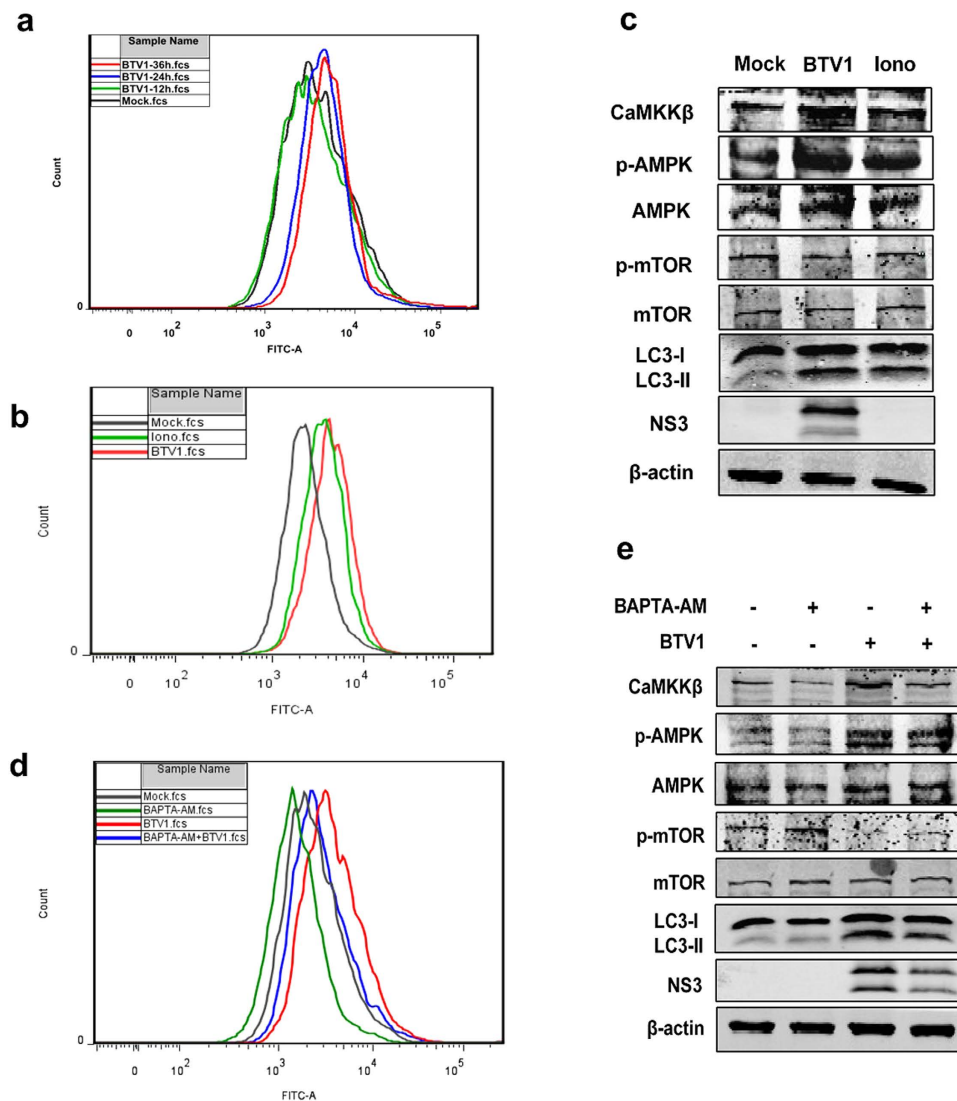 a
Sample Name
BTV1-36h.fcs
BTV1-24h.fcs
BTV1-12h.fcs
Mock.fcs
Count
0
0 10² 10³ 10⁴ 10⁵
FITC-A
b
Sample Name
Mock.fcs
Iono.fcs
BTV1.fcs
Count
0
0 10² 10³ 10⁴ 10⁵
FITC-A
d
Sample Name
Mock.fcs
BAPTA-AM.fcs
BTV1.fcs
BAPTA-AM+BTV1.fcs
Count
0
0 10² 10³ 10⁴ 10⁵
FITC-A
c
Mock BTV1 Iono
CaMKKβ
p-AMPK
AMPK
p-mTOR
mTOR
LC3-I
LC3-II
NS3
β-actin
e
BAPTA-AM - + - +
BTV1 - - + +
CaMKKβ
p-AMPK
AMPK
p-mTOR
mTOR
LC3-I
LC3-II
NS3
β-actin